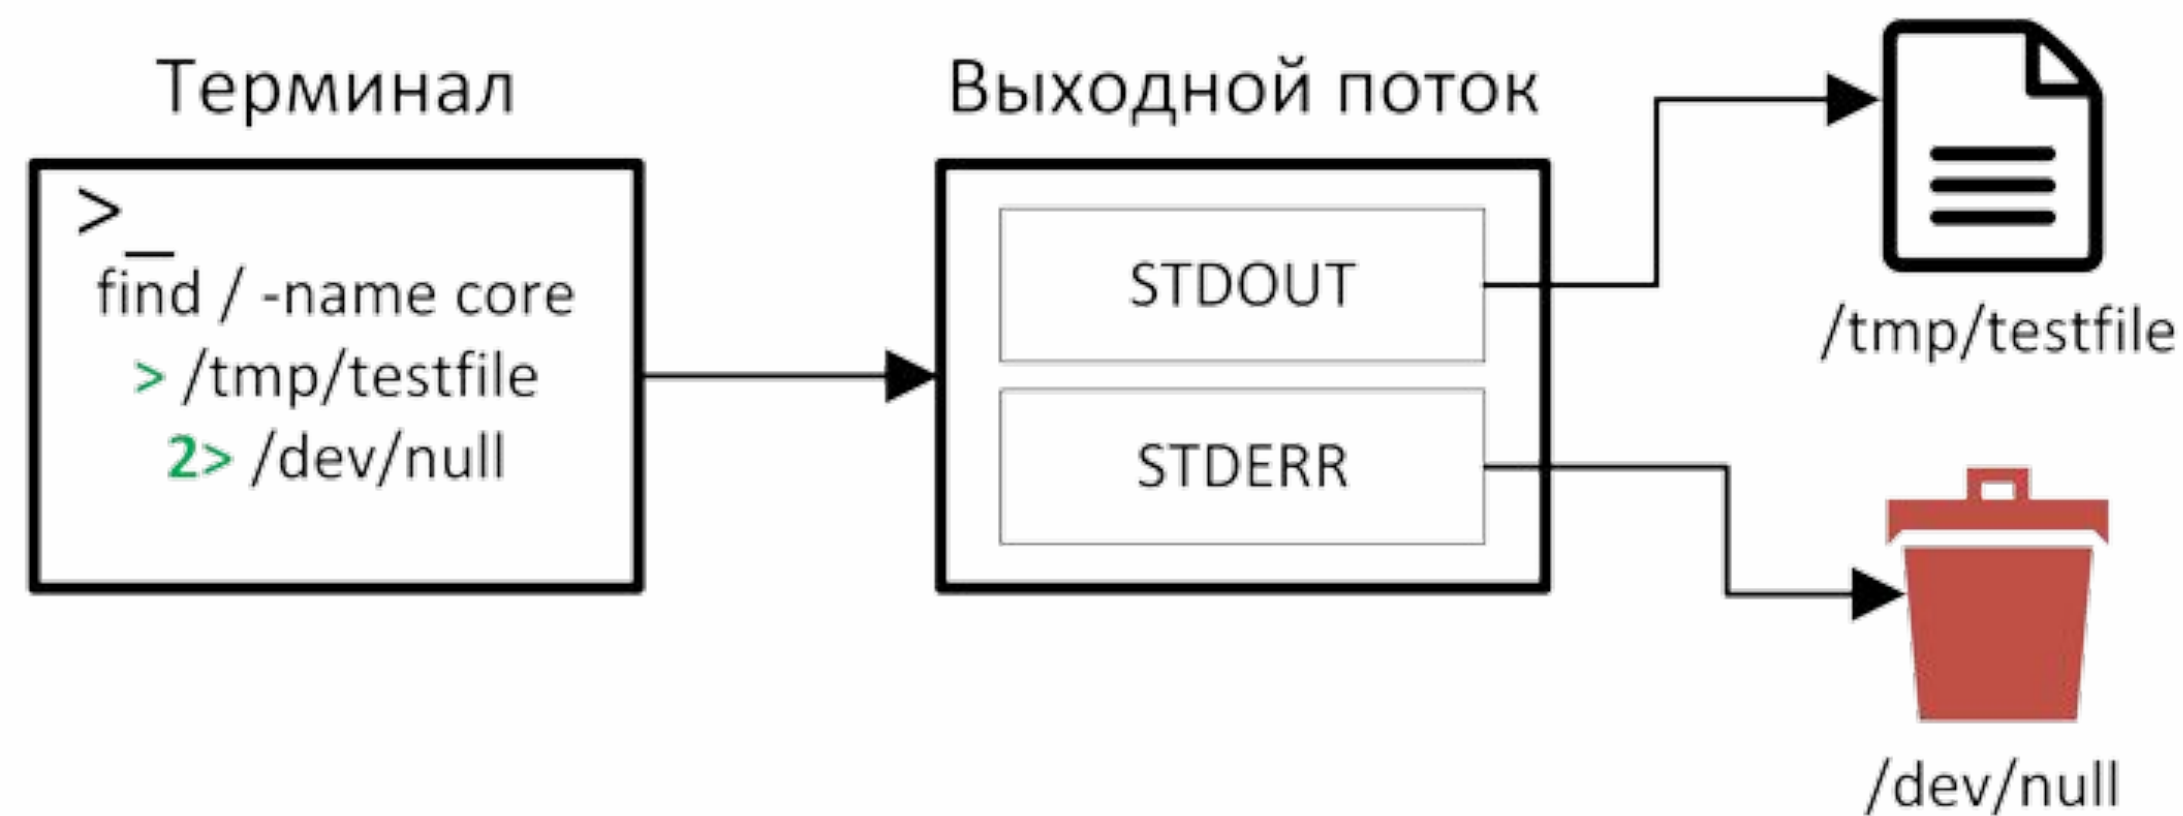 Терминал
>_
find / -name core
> /tmp/testfile
2> /dev/null
Выходной поток
STDOUT
STDERR
/tmp/testfile
/dev/null